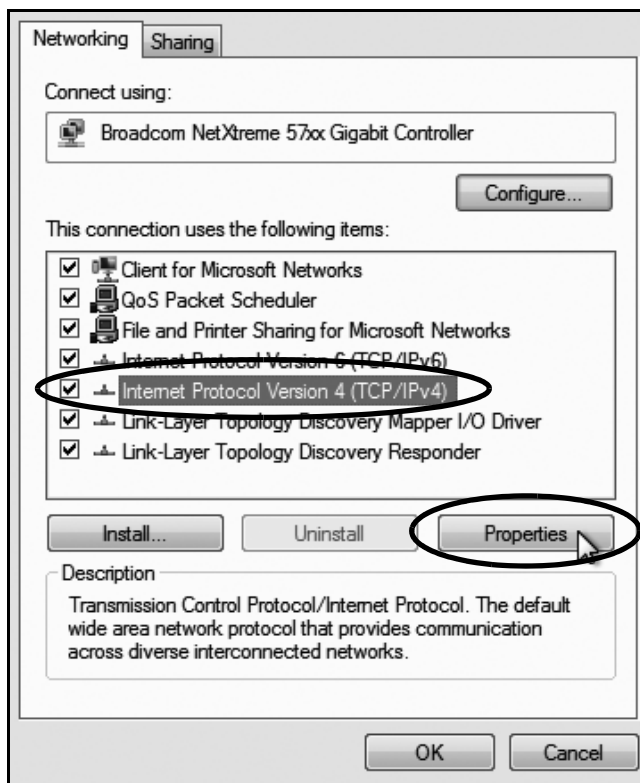 Networking
Sharing
Connect using:
Broadcom NetXtreme 57xx Gigabit Controller
Configure...
This connection uses the following items:
Client for Microsoft Networks
QoS Packet Scheduler
File and Printer Sharing for Microsoft Networks
Internet Protocol Version 6 (TCP/IPv6)
Internet Protocol Version 4 (TCP/IPv4)
Link-Layer Topology Discovery Mapper I/O Driver
Link-Layer Topology Discovery Responder
Install...
Uninstall
Properties
Description
Transmission Control Protocol/Internet Protocol. The default
wide area network protocol that provides communication
across diverse interconnected networks.
OK
Cancel